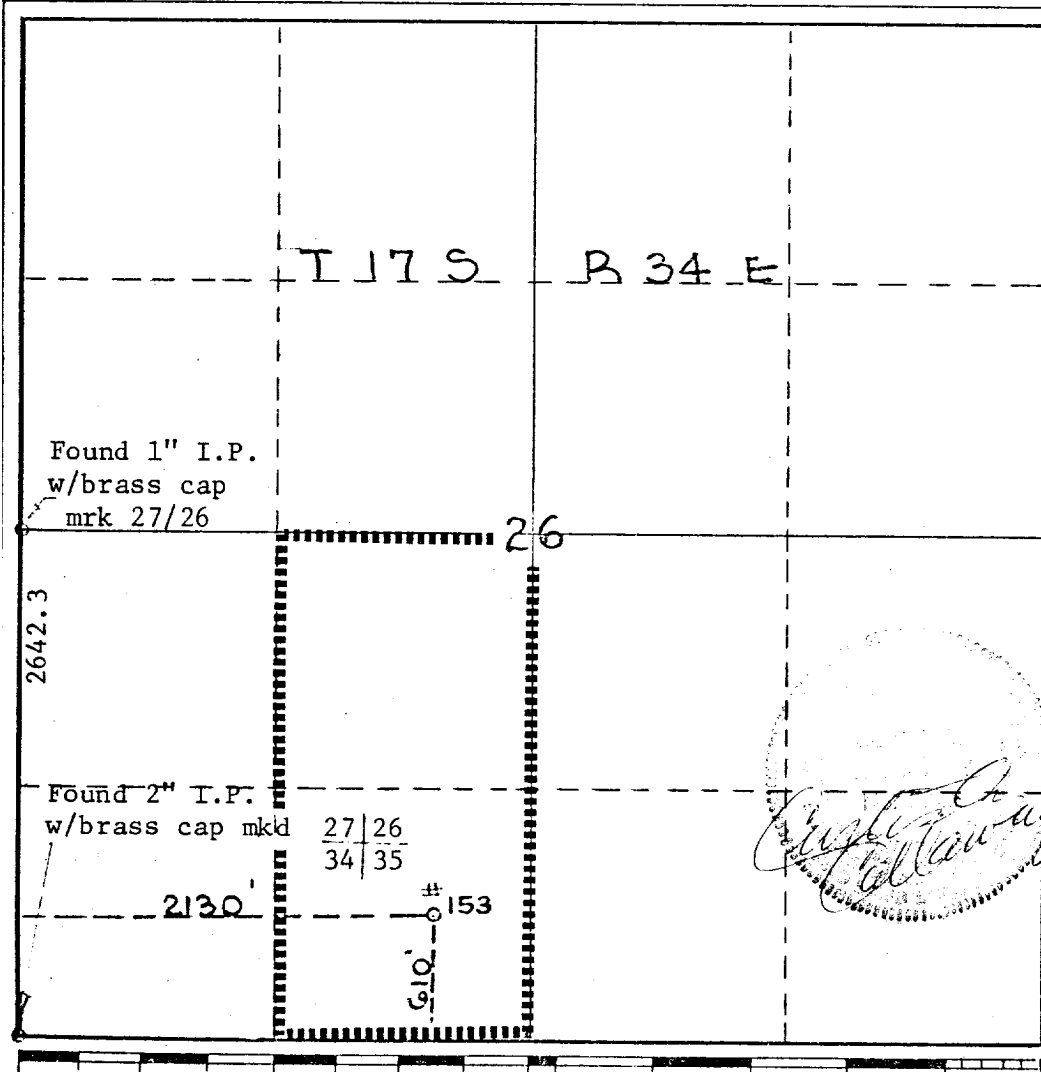 T 17 S R 34 E
Found 1" I.P.
w/brass cap
mrk 27/26
26
2642.3
Found 2" I.P.
w/brass cap mkd
27|26
34|35
# 153
2130'
610'